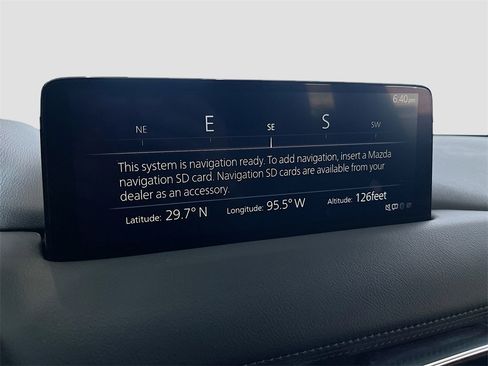 6:40 pm
NE E SE S SW
This system is navigation ready. To add navigation, insert a Mazda
navigation SD card. Navigation SD cards are available from your
dealer as an accessory.
Latitude: 29.7° N Longitude: 95.5° W Altitude: 126feet